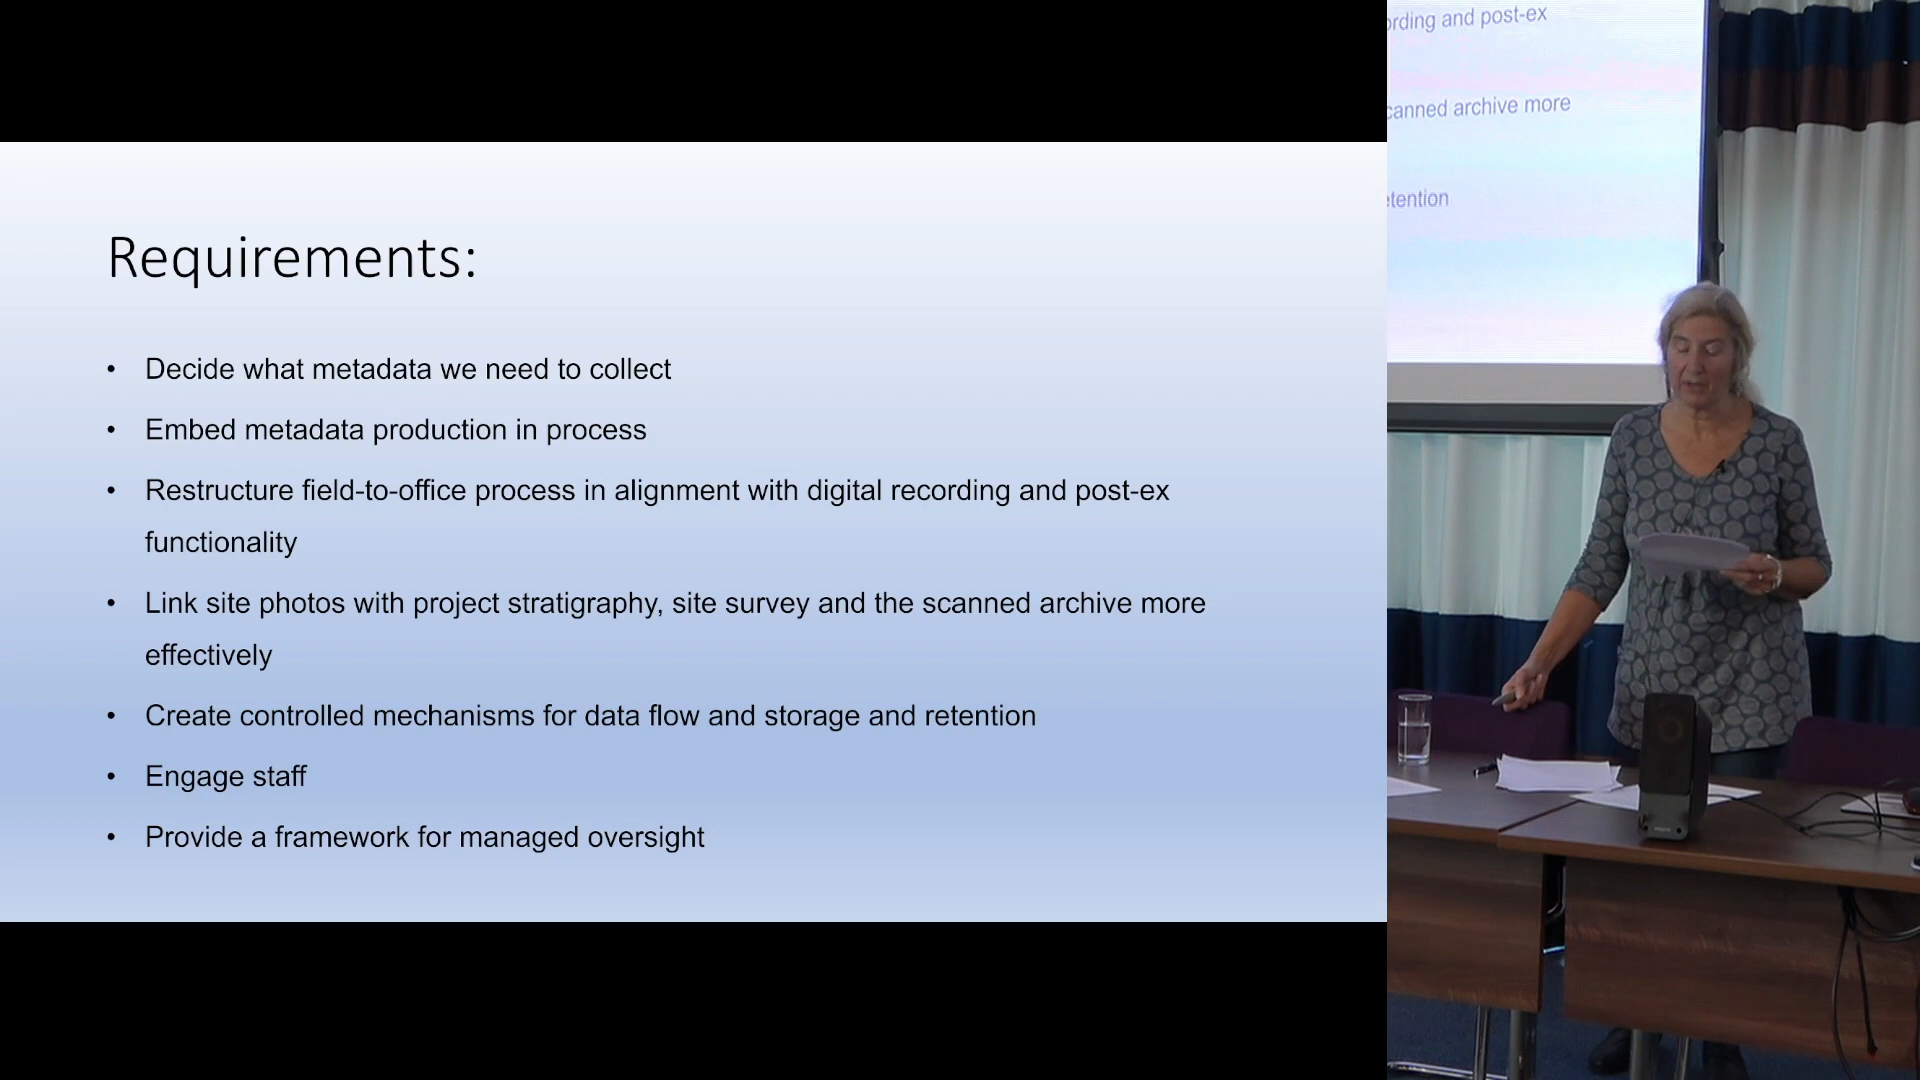 Requirements:
• Decide what metadata we need to collect
• Embed metadata production in process
• Restructure field-to-office process in alignment with digital recording and post-ex
functionality
• Link site photos with project stratigraphy, site survey and the scanned archive more
effectively
• Create controlled mechanisms for data flow and storage and retention
• Engage staff
• Provide a framework for managed oversight
and post-ex
archive more